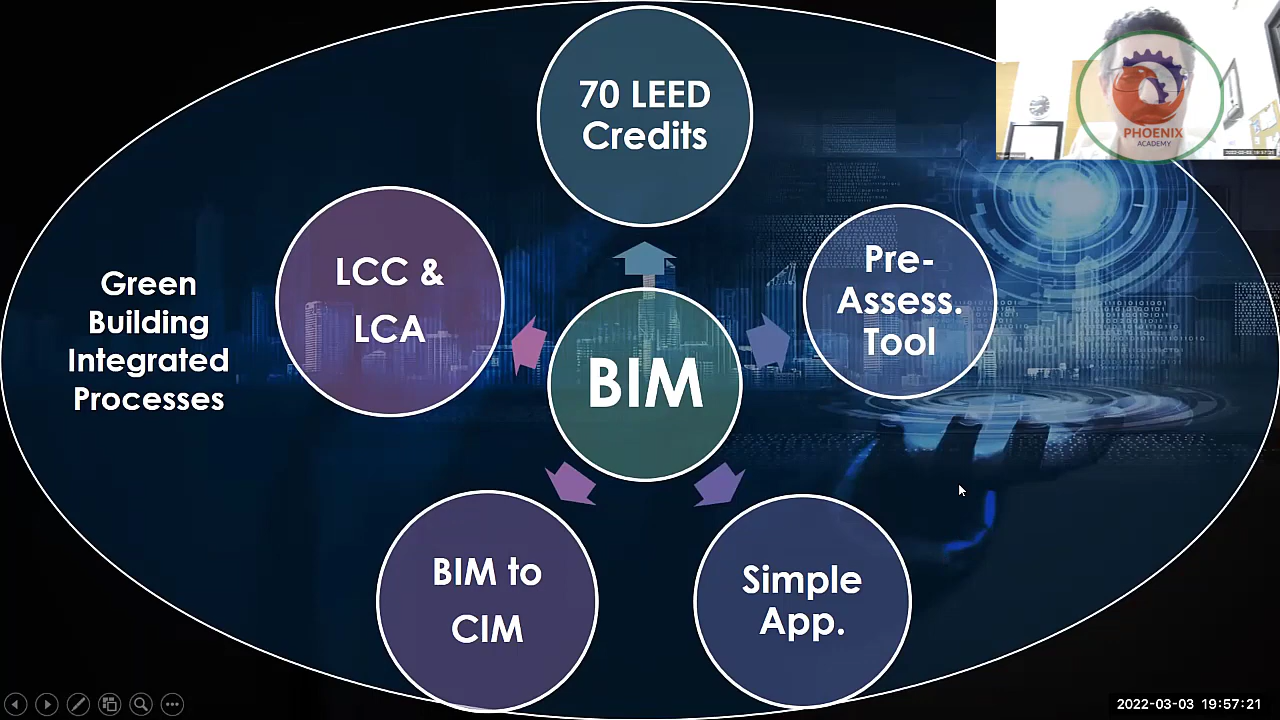 70 LEED
Credits
PHOENIX
ACADEMY
LCC &
LCA
Pre-
Assess.
Tool
Green
Building
Integrated
Processes
BIM
BIM to
CIM
Simple
App.
2022-03-03 19:57:21